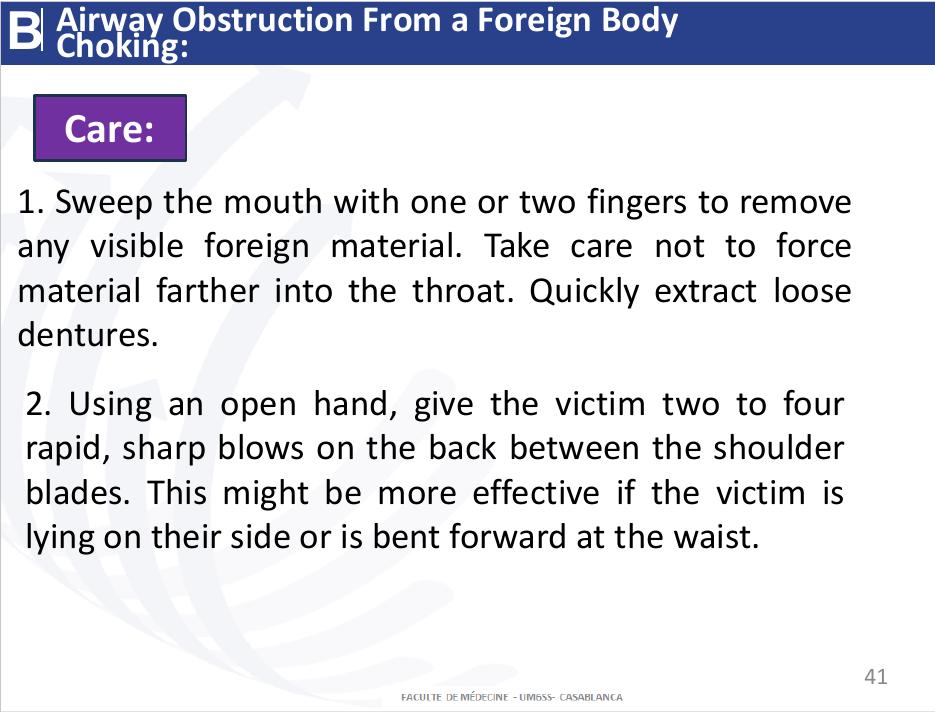 B
Airway Obstruction From a Foreign Body
Choking:
Care:
1. Sweep the mouth with one or two fingers to remove
any visible foreign material. Take care not to force
material farther into the throat. Quickly extract loose
dentures.
2. Using an open hand, give the victim two to four
rapid, sharp blows on the back between the shoulder
blades. This might be more effective if the victim is
lying on their side or is bent forward at the waist.
41
FACULTE DE MÉDECINE - UM6SS- CASABLANCA